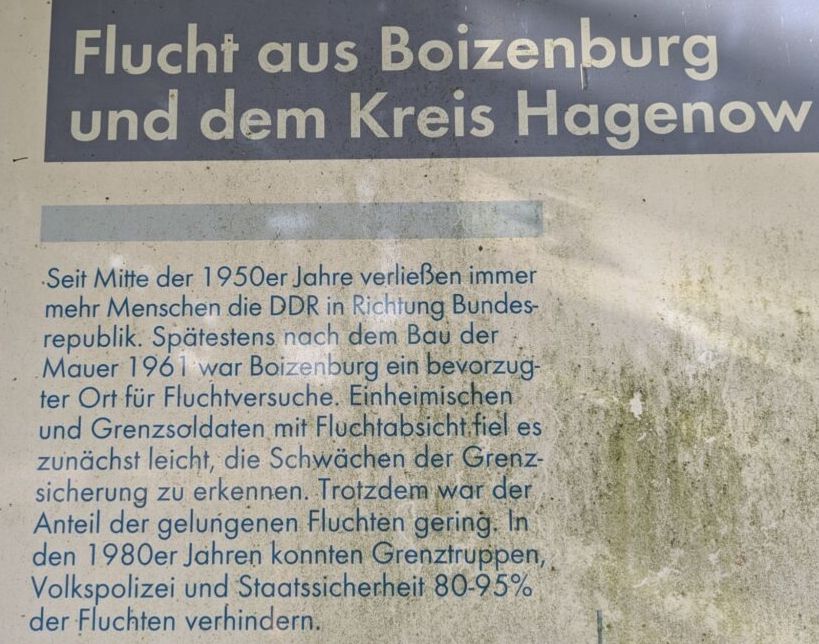 Flucht aus Boizenburg
und dem Kreis Hagenow
Seit Mitte der 1950er Jahre verließen immer
mehr Menschen die DDR in Richtung Bundes-
republik. Spätestens nach dem Bau der
Mauer 1961 war Boizenburg ein bevorzug-
ter Ort für Fluchtversuche. Einheimischen
und Grenzsoldaten mit Fluchtabsicht fiel es
zunächst leicht, die Schwächen der Grenz-
sicherung zu erkennen. Trotzdem war der
Anteil der gelungenen Fluchten gering. In
den 1980er Jahren konnten Grenztruppen,
Volkspolizei und Staatssicherheit 80-95%
der Fluchten verhindern.